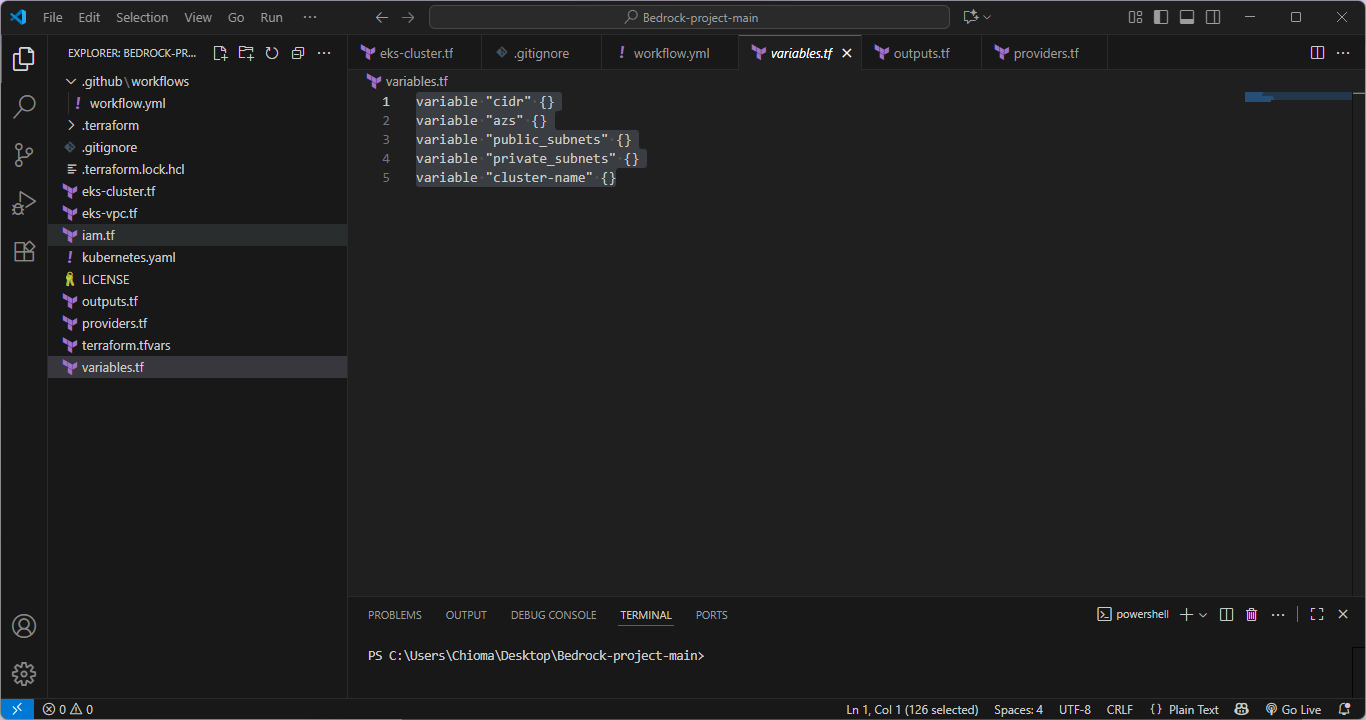 File Edit Selection View Go Run ···
Bedrock-project-main
EXPLORER: BEDROCK-PR...
.github\workflows
! workflow.yml
.terraform
.gitignore
.terraform.lock.hcl
eks-cluster.tf
eks-vpc.tf
iam.tf
! kubernetes.yaml
LICENSE
outputs.tf
providers.tf
terraform.tfvars
variables.tf
eks-cluster.tf .gitignore ! workflow.yml variables.tf outputs.tf providers.tf
variables.tf
1 variable "cidr" {}
2 variable "azs" {}
3 variable "public_subnets" {}
4 variable "private_subnets" {}
5 variable "cluster-name" {}
PROBLEMS OUTPUT DEBUG CONSOLE TERMINAL PORTS
powershell
PS C:\Users\Chioma\Desktop\Bedrock-project-main>
0 0
Ln 1, Col 1 (126 selected) Spaces: 4 UTF-8 CRLF {} Plain Text Go Live